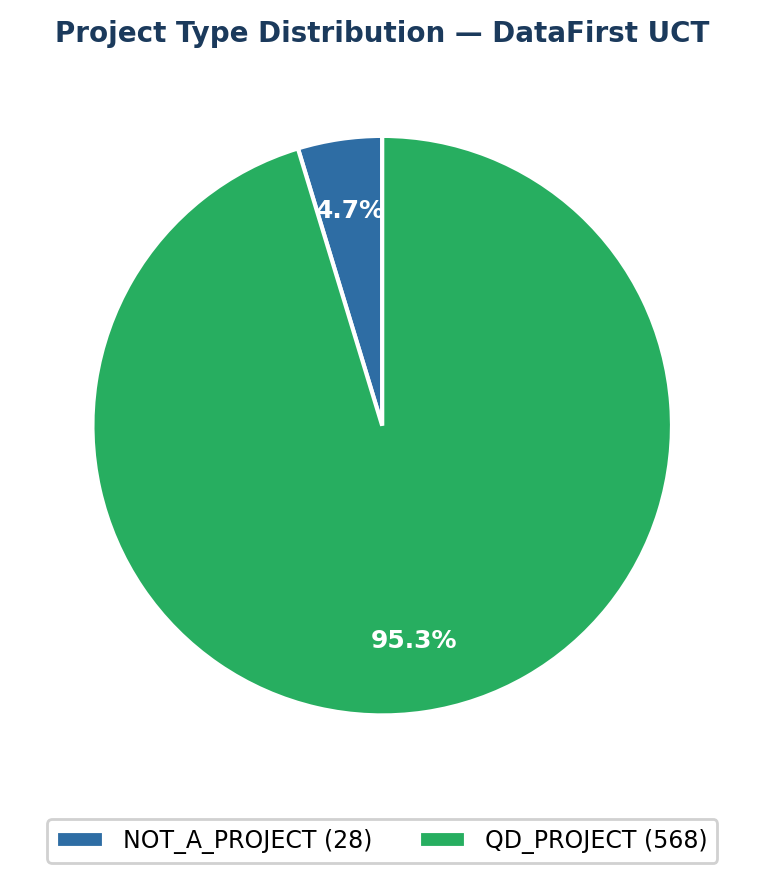 Project Type Distribution — DataFirst UCT
4.7%
95.3%
NOT_A_PROJECT (28) QD_PROJECT (568)